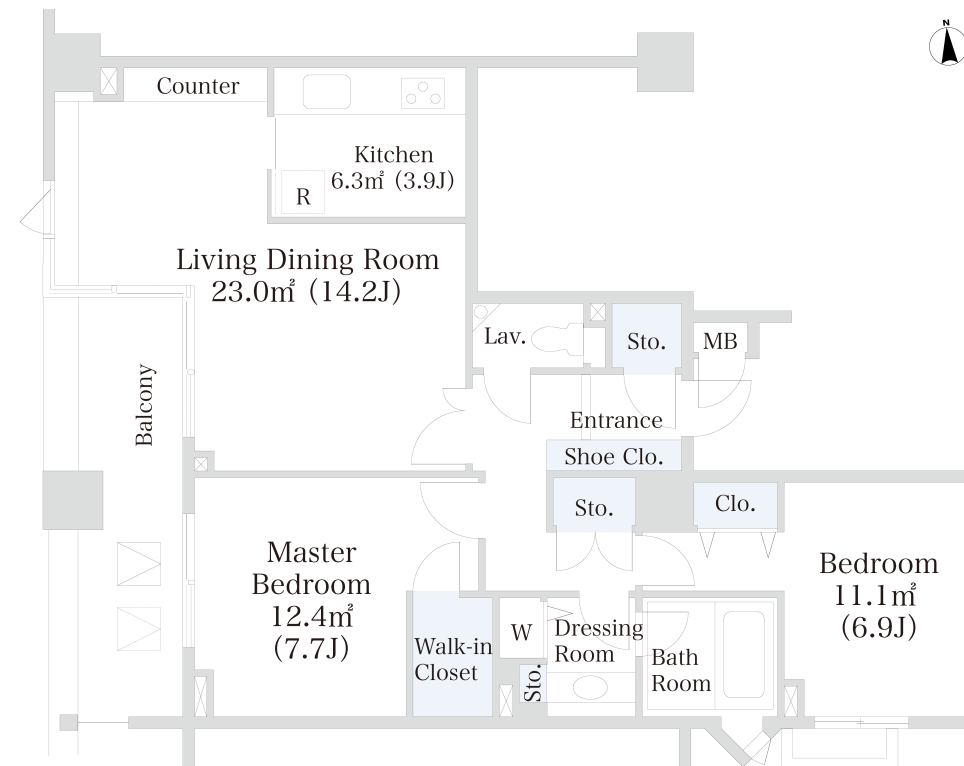 N
Counter
Kitchen
6.3㎡ (3.9J)
R
Living Dining Room
23.0㎡ (14.2J)
Lav.
Sto.
MB
Balcony
Entrance
Shoe Clo.
Sto.
Clo.
Master
Bedroom
12.4㎡
(7.7J)
Bedroom
11.1㎡
(6.9J)
Walk-in
Closet
W
Dressing
Room
Sto.
Bath
Room